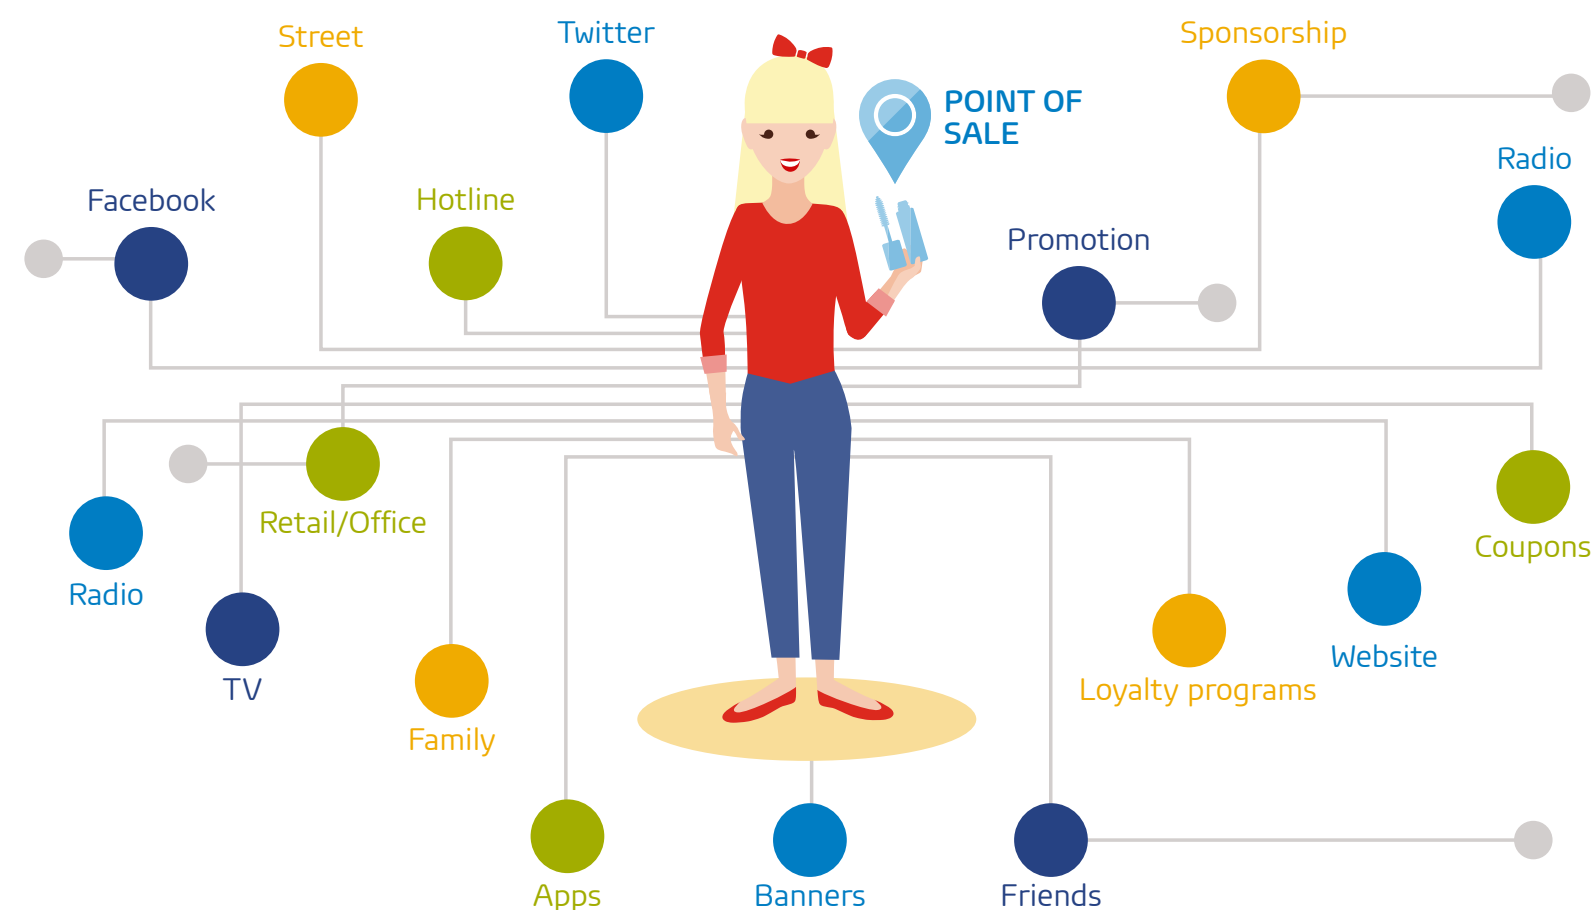 Street
Twitter
Sponsorship
POINT OF
SALE
Radio
Facebook
Hotline
Promotion
Retail/Office
Coupons
Radio
Website
TV
Loyalty programs
Family
Apps
Banners
Friends